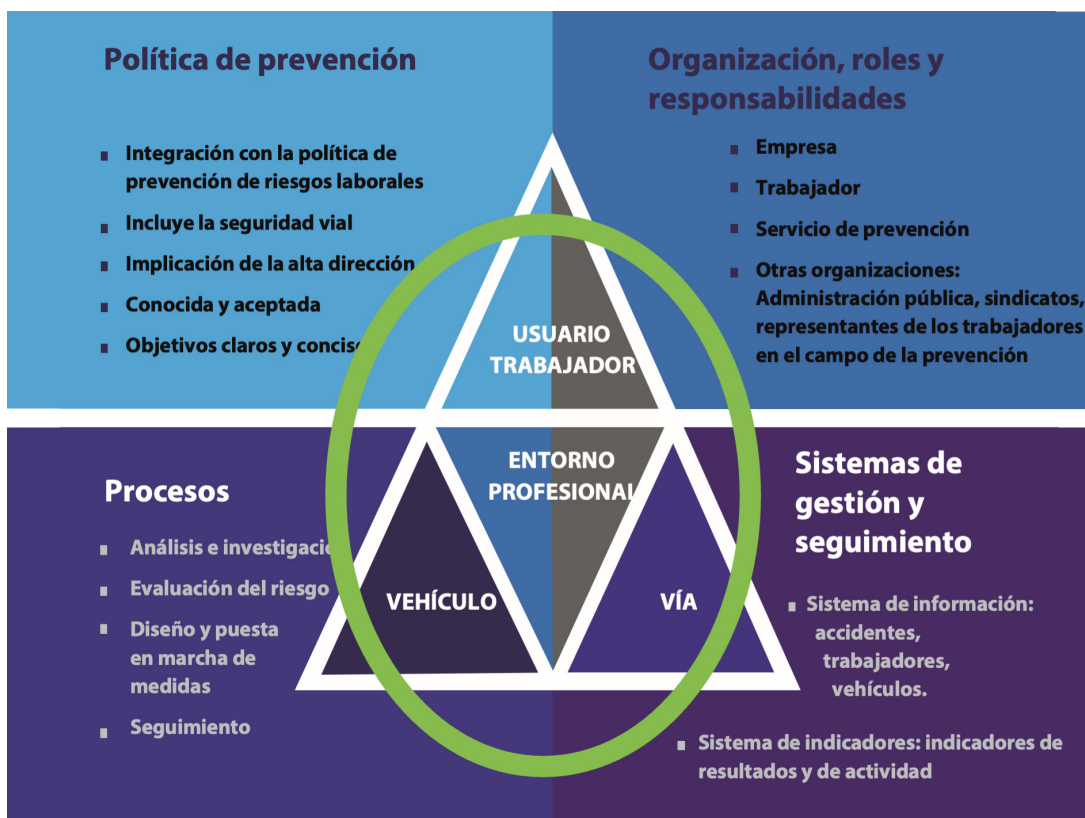 Política de prevención
Integración con la política de
prevención de riesgos laborales
Incluye la seguridad vial
Implicación de la alta dirección
Conocida y aceptada
Objetivos claros y conciso
Organización, roles y
responsabilidades
Empresa
Trabajador
Servicio de prevención
Otras organizaciones:
Administración pública, sindicatos,
representantes de los trabajadores
en el campo de la prevención
USUARIO
TRABAJADOR
ENTORNO
PROFESIONAL
VEHÍCULO
VÍA
Procesos
Análisis e investigació
Evaluación del riesgo
Diseño y puesta
en marcha de
medidas
Seguimiento
Sistemas de
gestión y
seguimiento
Sistema de información:
accidentes,
trabajadores,
vehículos.
Sistema de indicadores: indicadores de
resultados y de actividad